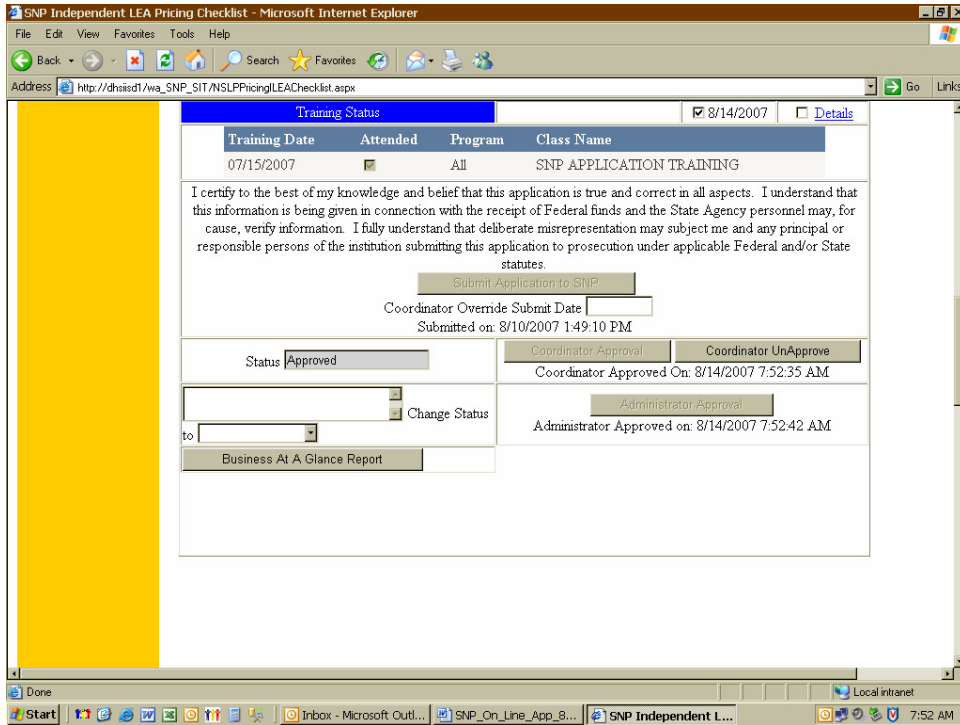 SNP Independent LEA Pricing Checklist - Microsoft Internet Explorer
File Edit View Favorites Tools Help
Back Search Favorites
Address http://dhsiisd1/wa_SNP_SIT/NSLPPricingILEAChecklist.aspx Go Links
Training Status 8/14/2007 Details
Training Date Attended Program Class Name
07/15/2007 All SNP APPLICATION TRAINING
I certify to the best of my knowledge and belief that this application is true and correct in all aspects. I understand that
this information is being given in connection with the receipt of Federal funds and the State Agency personnel may, for
cause, verify information. I fully understand that deliberate misrepresentation may subject me and any principal or
responsible persons of the institution submitting this application to prosecution under applicable Federal and/or State
statutes.
Submit Application to SNP
Coordinator Override Submit Date
Submitted on: 8/10/2007 1:49:10 PM
Status Approved
Coordinator Approval Coordinator UnApprove
Coordinator Approved On: 8/14/2007 7:52:35 AM
Change Status
to
Administrator Approval
Administrator Approved on: 8/14/2007 7:52:42 AM
Business At A Glance Report
Done Local intranet
Start Inbox - Microsoft Outl... SNP_On_Line_App_8... SNP Independent L... 7:52 AM